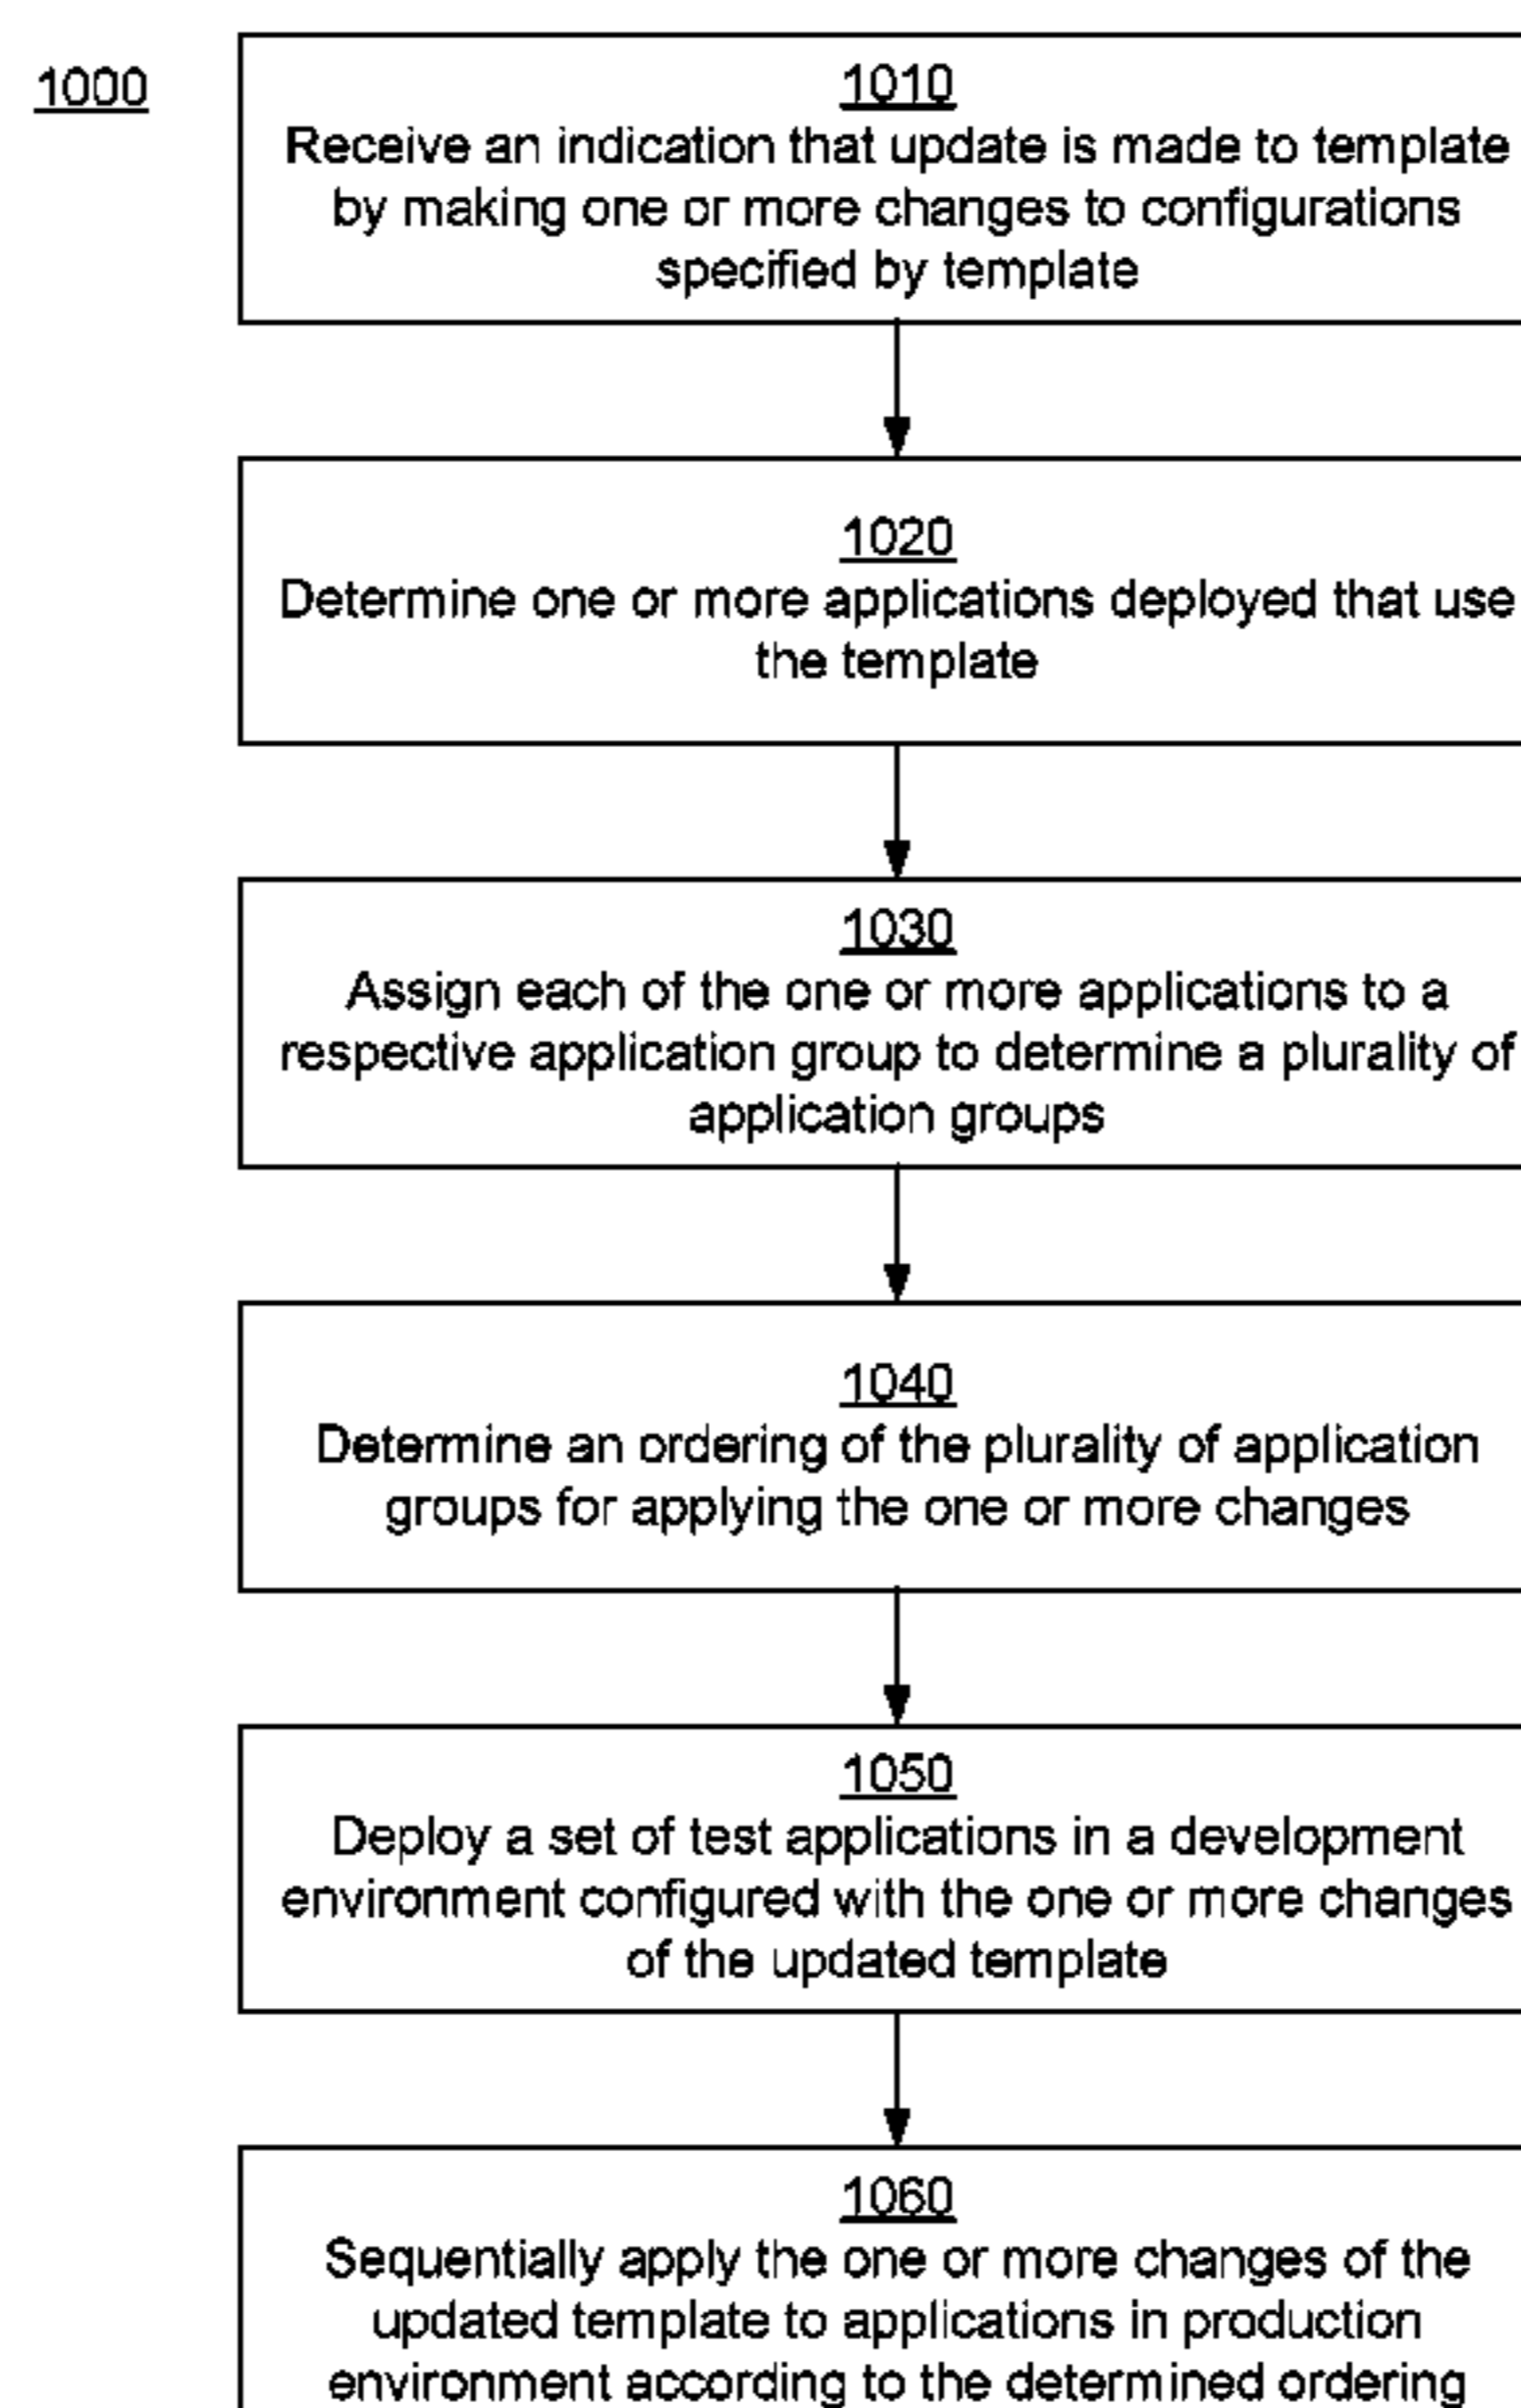 1000
1010
Receive an indication that update is made to template
by making one or more changes to configurations
specified by template
1020
Determine one or more applications deployed that use
the template
1030
Assign each of the one or more applications to a
respective application group to determine a plurality of
application groups
1040
Determine an ordering of the plurality of application
groups for applying the one or more changes
1050
Deploy a set of test applications in a development
environment configured with the one or more changes
of the updated template
1060
Sequentially apply the one or more changes of the
updated template to applications in production
environment according to the determined ordering